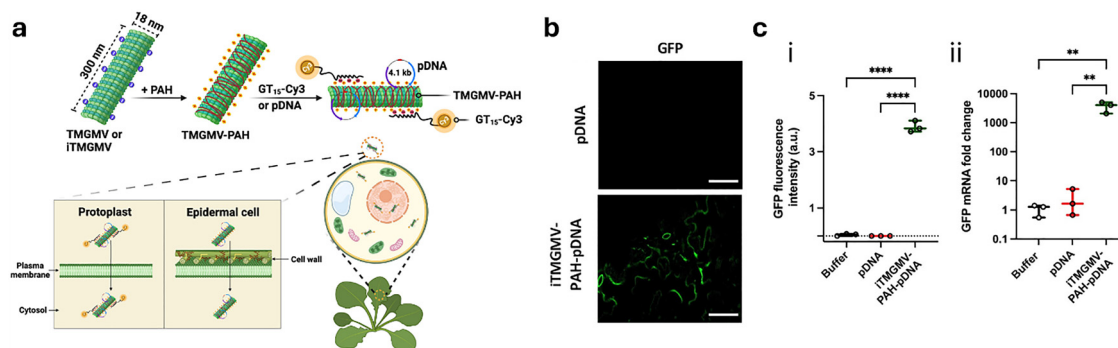 a
18 nm
300 nm
+ PAH
GT15-Cy3
or pDNA
TMGMV or
iTMGMV
TMGMV-PAH
pDNA
4.1 kb
TMGMV-PAH
GT15-Cy3
Protoplast
Epidermal cell
Plasma
membrane
Cell wall
Cytosol
b
GFP
pDNA
iTMGMV-
PAH-pDNA
c
i
****
****
GFP fluorescence
intensity (a.u.)
5
3
1
Buffer
pDNA
iTMGMV-
PAH-pDNA
ii
**
**
GFP mRNA fold change
10000
1000
100
10
1
0.1
Buffer
pDNA
iTMGMV-
PAH-pDNA